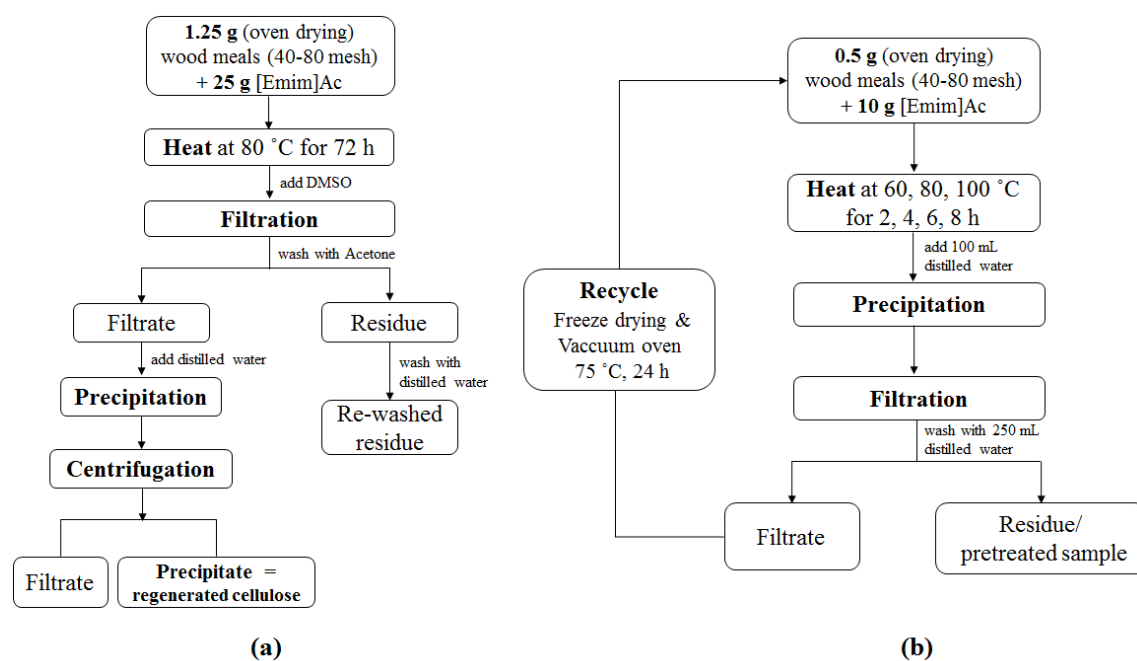 1.25 g (oven drying)
wood meals (40-80 mesh)
+ 25 g [Emim]Ac
Heat at 80 ˚C for 72 h
add DMSO
Filtration
wash with Acetone
Filtrate
Residue
add distilled water
wash with
distilled water
Precipitation
Re-washed
residue
Centrifugation
Filtrate
Precipitate =
regenerated cellulose
(a)
0.5 g (oven drying)
wood meals (40-80 mesh)
+ 10 g [Emim]Ac
Heat at 60, 80, 100 ˚C
for 2, 4, 6, 8 h
add 100 mL
distilled water
Recycle
Freeze drying &
Vaccuum oven
75 ˚C, 24 h
Precipitation
Filtration
wash with 250 mL
distilled water
Filtrate
Residue/
pretreated sample
(b)